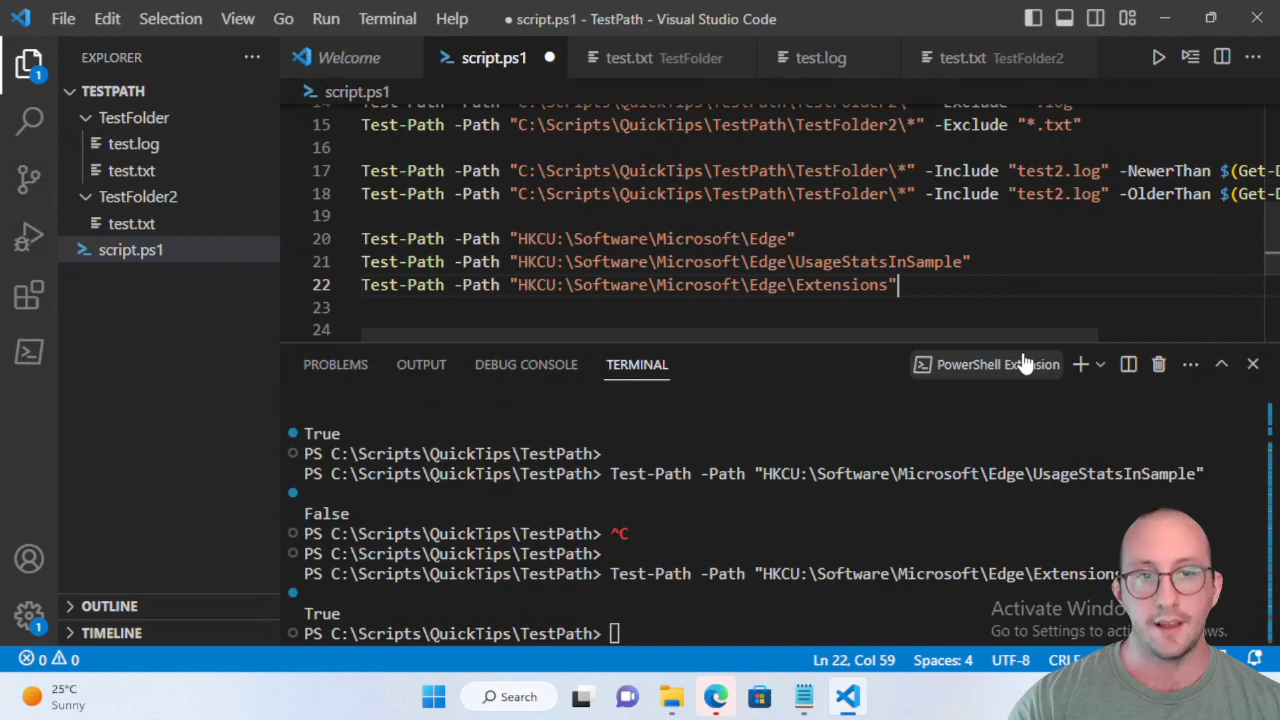 File Edit Selection View Go Run Terminal Help
● script.ps1 - TestPath - Visual Studio Code
EXPLORER
TESTPATH
TestFolder
test.log
test.txt
TestFolder2
test.txt
script.ps1
OUTLINE
TIMELINE
Welcome script.ps1 test.txt TestFolder test.log test.txt TestFolder2
script.ps1
15 Test-Path -Path "C:\Scripts\QuickTips\TestPath\TestFolder2\*" -Exclude "*.txt"
16
17 Test-Path -Path "C:\Scripts\QuickTips\TestPath\TestFolder\*" -Include "test2.log" -NewerThan $(Get-D
18 Test-Path -Path "C:\Scripts\QuickTips\TestPath\TestFolder\*" -Include "test2.log" -OlderThan $(Get-D
19
20 Test-Path -Path "HKCU:\Software\Microsoft\Edge"
21 Test-Path -Path "HKCU:\Software\Microsoft\Edge\UsageStatsInSample"
22 Test-Path -Path "HKCU:\Software\Microsoft\Edge\Extensions"
23
24
PROBLEMS OUTPUT DEBUG CONSOLE TERMINAL PowerShell Extension
True
PS C:\Scripts\QuickTips\TestPath>
PS C:\Scripts\QuickTips\TestPath> Test-Path -Path "HKCU:\Software\Microsoft\Edge\UsageStatsInSample"
False
PS C:\Scripts\QuickTips\TestPath> ^C
PS C:\Scripts\QuickTips\TestPath>
PS C:\Scripts\QuickTips\TestPath> Test-Path -Path "HKCU:\Software\Microsoft\Edge\Extensions
True
PS C:\Scripts\QuickTips\TestPath>
Activate Windo
Go to Settings to acti ws.
1
1
0 0 Ln 22, Col 59 Spaces: 4 UTF-8 CRLF
25°C
Sunny
Search